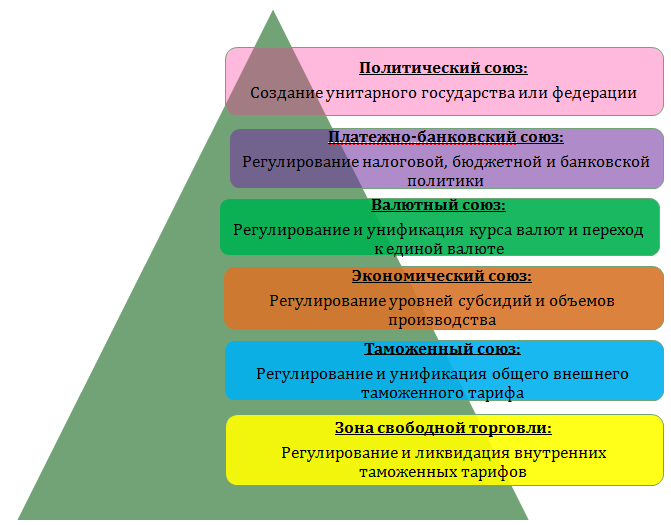 Политический союз:
Создание унитарного государства или федерации
Платежно-банковский союз:
Регулирование налоговой, бюджетной и банковской
политики
Валютный союз:
Регулирование и унификация курса валют и переход
к единой валюте
Экономический союз:
Регулирование уровней субсидий и объемов
производства
Таможенный союз:
Регулирование и унификация общего внешнего
таможенного тарифа
Зона свободной торговли:
Регулирование и ликвидация внутренних
таможенных тарифов